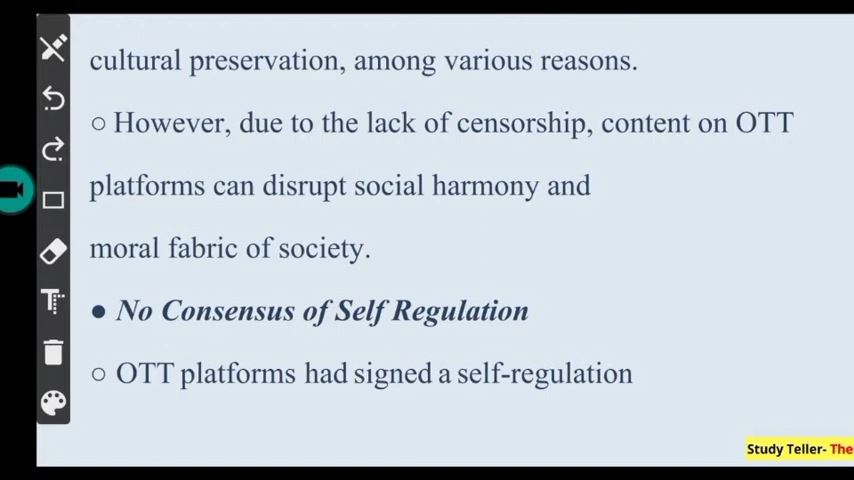 cultural preservation, among various reasons.
○ However, due to the lack of censorship, content on OTT
platforms can disrupt social harmony and
moral fabric of society.
● No Consensus of Self Regulation
○ OTT platforms had signed a self-regulation
Study Teller- The